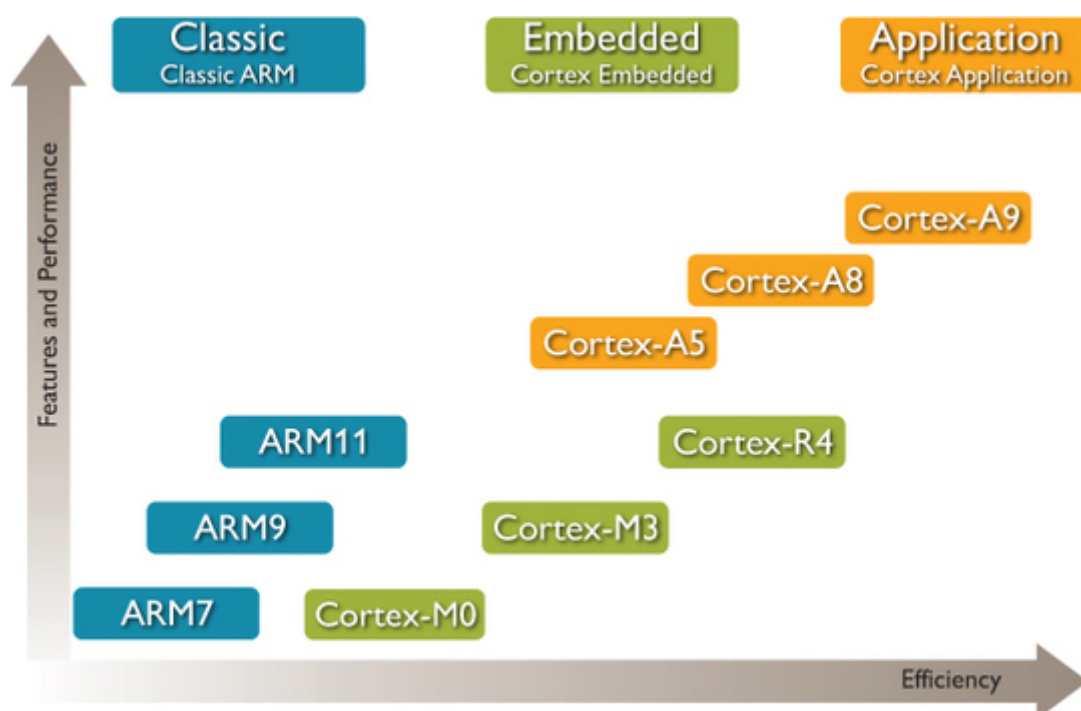 Classic
Classic ARM
Embedded
Cortex Embedded
Application
Cortex Application
Features and Performance
Cortex-A9
Cortex-A8
Cortex-A5
ARM11
Cortex-R4
ARM9
Cortex-M3
ARM7
Cortex-M0
Efficiency